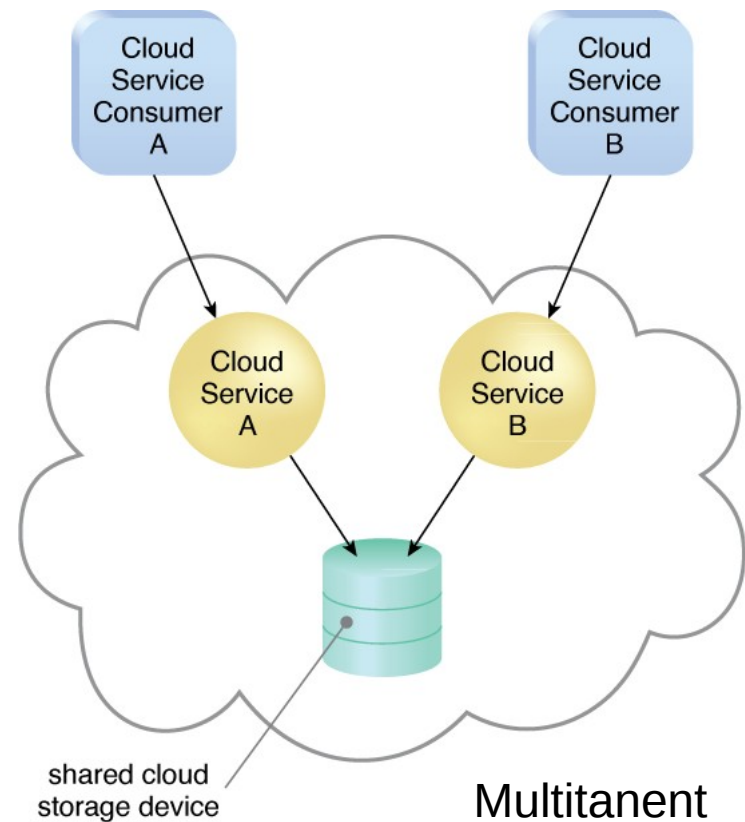 Cloud
Service
Consumer
A
Cloud
Service
Consumer
B
Cloud
Service
A
Cloud
Service
B
shared cloud
storage device
Multitanent